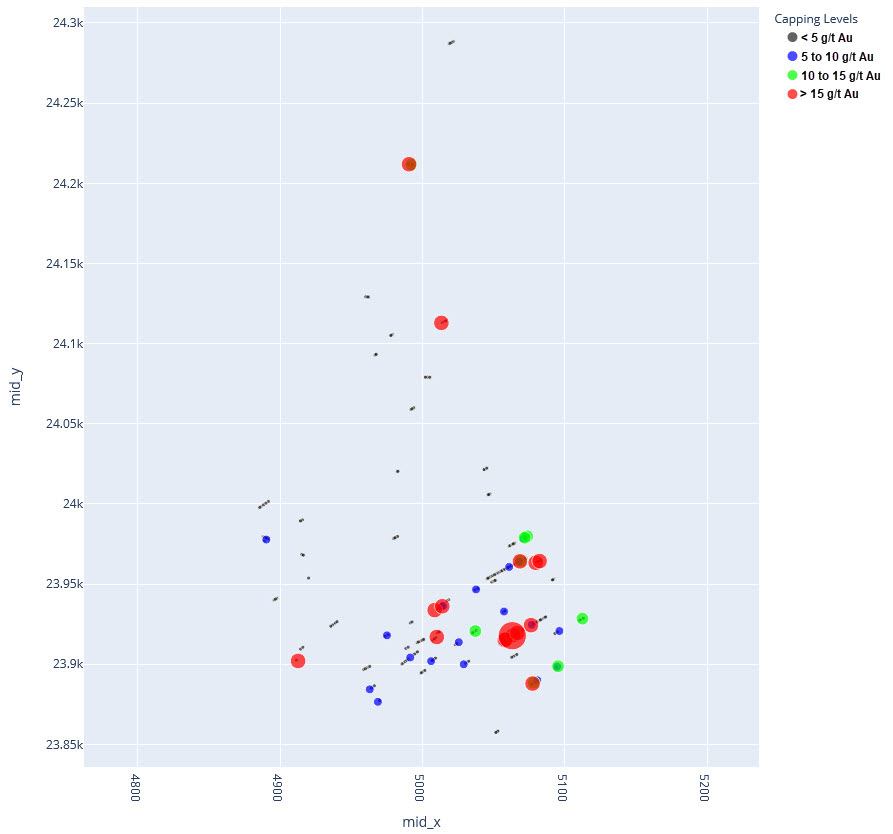 Capping Levels
< 5 g/t Au
5 to 10 g/t Au
10 to 15 g/t Au
> 15 g/t Au
24.3k
24.25k
24.2k
24.15k
24.1k
24.05k
24k
23.95k
23.9k
23.85k
mid_y
4800
4900
5000
5100
5200
mid_x